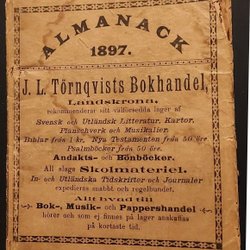 ALMANACK
1897.
J. L. Törnqvists Bokhandel,
Landskrona,
rekommenderar sitt välförsedda lager af
Svensk och Utländsk Litteratur, Kartor,
Planschverk och Musikalier.
Biblar från 1 kr, Nya Testamenten från 50 öre
Psalmböcker från 50 öre.
Andakts- och Bönböcker.
All slags Skolmateriel.
In- och Utländska Tidskrifter och Journaler
expedieras snabbt och regelbundet.
Allt hvad till
Bok-, Musik- och Pappershandel
hörer och som ej finnes på lager anskaffas
på kortaste tid.